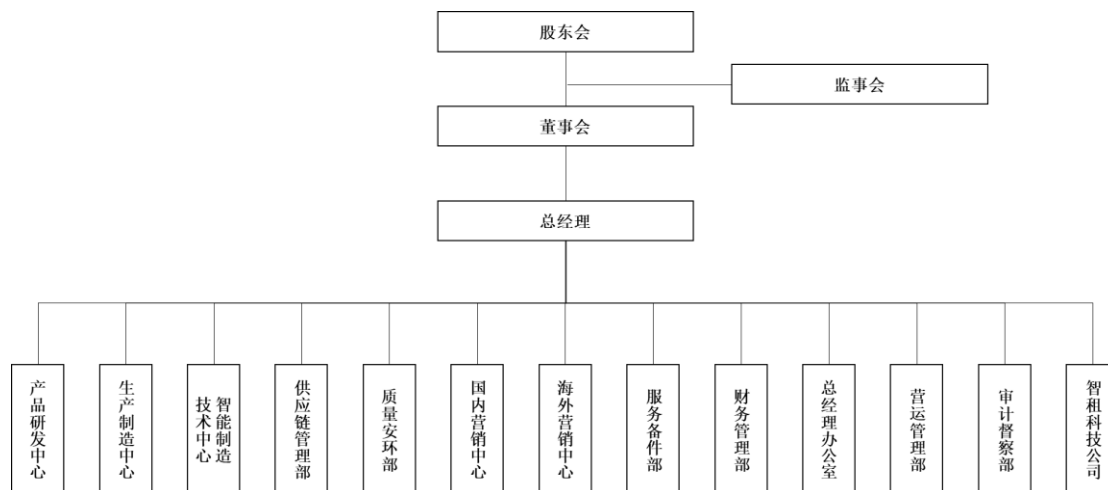 股东会
监事会
董事会
总经理
产品研发中心
生产制造中心
智能制造
技术中心
供应链管理部
质量安环部
国内营销中心
海外营销中心
服务备件部
财务管理部
总经理办公室
营运管理部
审计督察部
智租科技公司